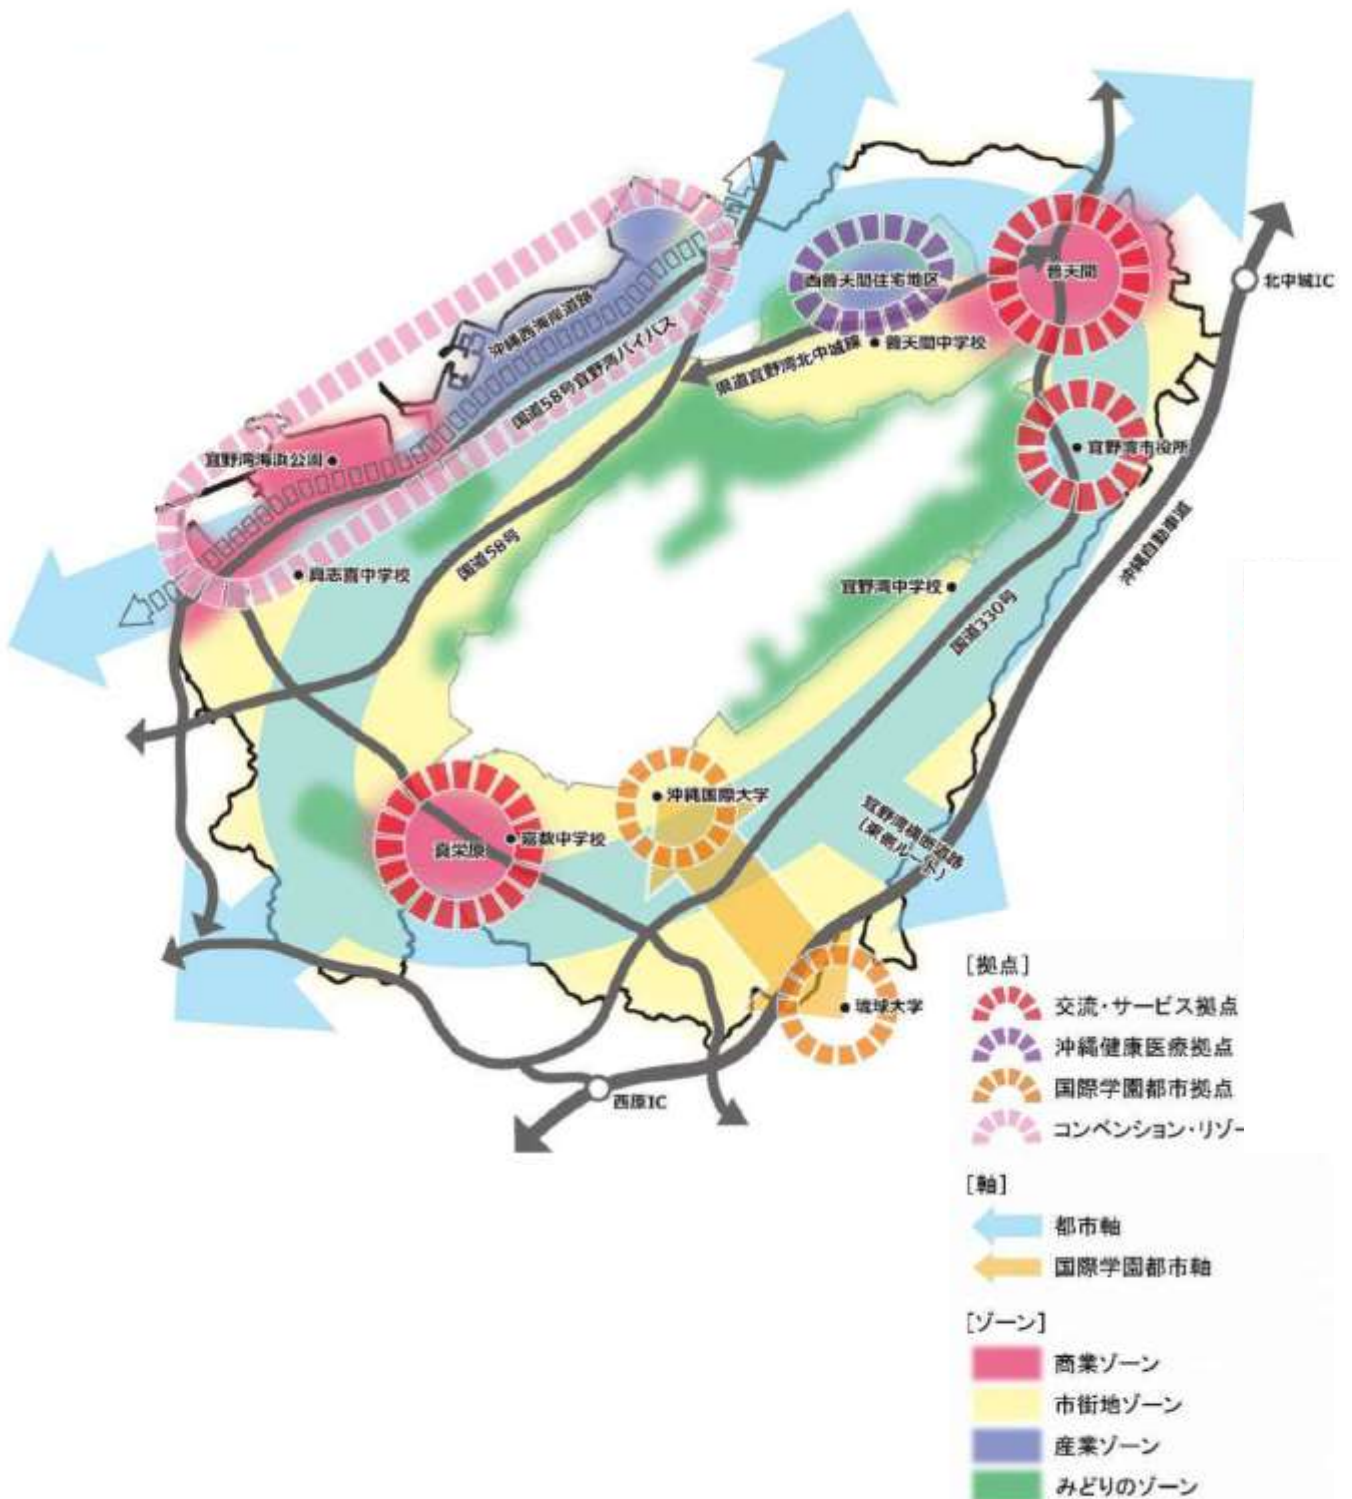 北中城IC
普天間
西普天間住宅地区
普天間中学校
沖縄西海岸道路
国道58号宜野湾バイパス
県道宜野湾北中城線
宜野湾海浜公園
宜野湾市役所
国道58号
真志喜中学校
宜野湾中学校
沖縄自動車道
国道330号
沖縄国際大学
宜野湾横断道路
(東側ルート)
嘉数中学校
真栄原
琉球大学
西原IC
[拠点]
交流・サービス拠点
沖縄健康医療拠点
国際学園都市拠点
コンベンション・リゾー
[軸]
都市軸
国際学園都市軸
[ゾーン]
商業ゾーン
市街地ゾーン
産業ゾーン
みどりのゾーン